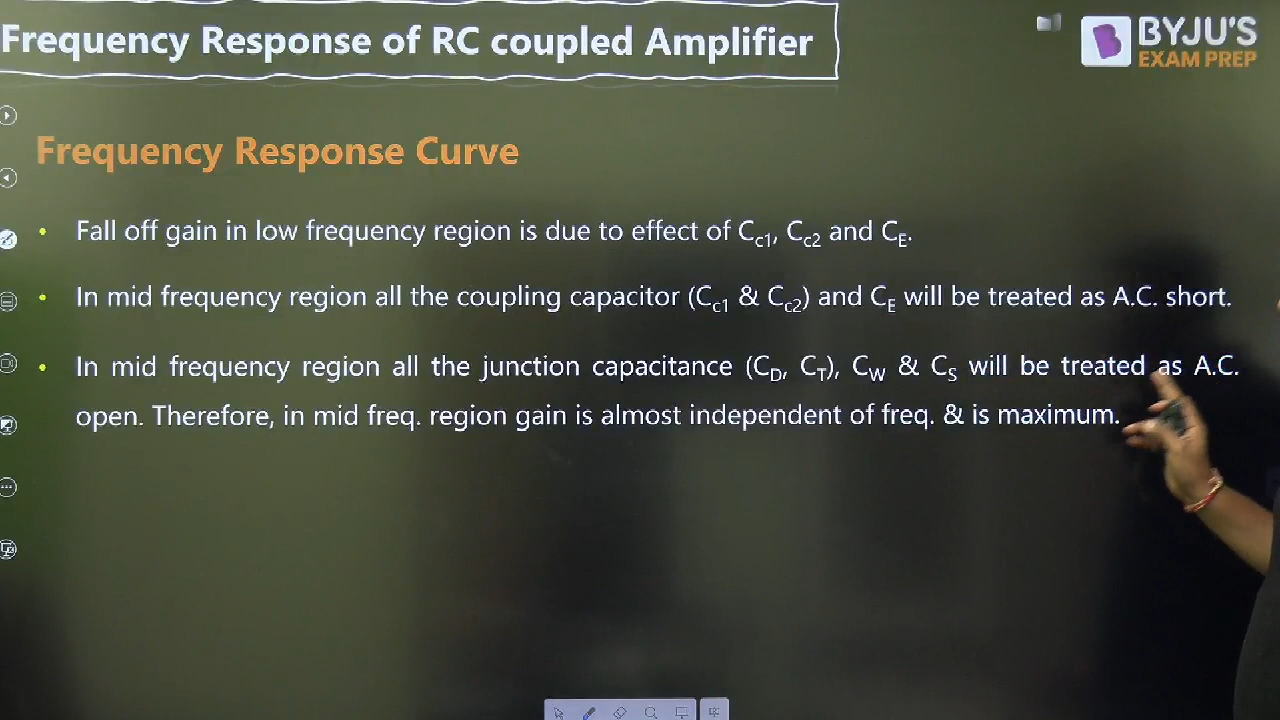 Frequency Response of RC coupled Amplifier
BYJU'S
EXAM PREP
Frequency Response Curve
• Fall off gain in low frequency region is due to effect of Cc1, Cc2 and CE.
• In mid frequency region all the coupling capacitor (Cc1 & Cc2) and CE will be treated as A.C. short.
• In mid frequency region all the junction capacitance (CD, CT), CW & CS will be treated as A.C.
open. Therefore, in mid freq. region gain is almost independent of freq. & is maximum.